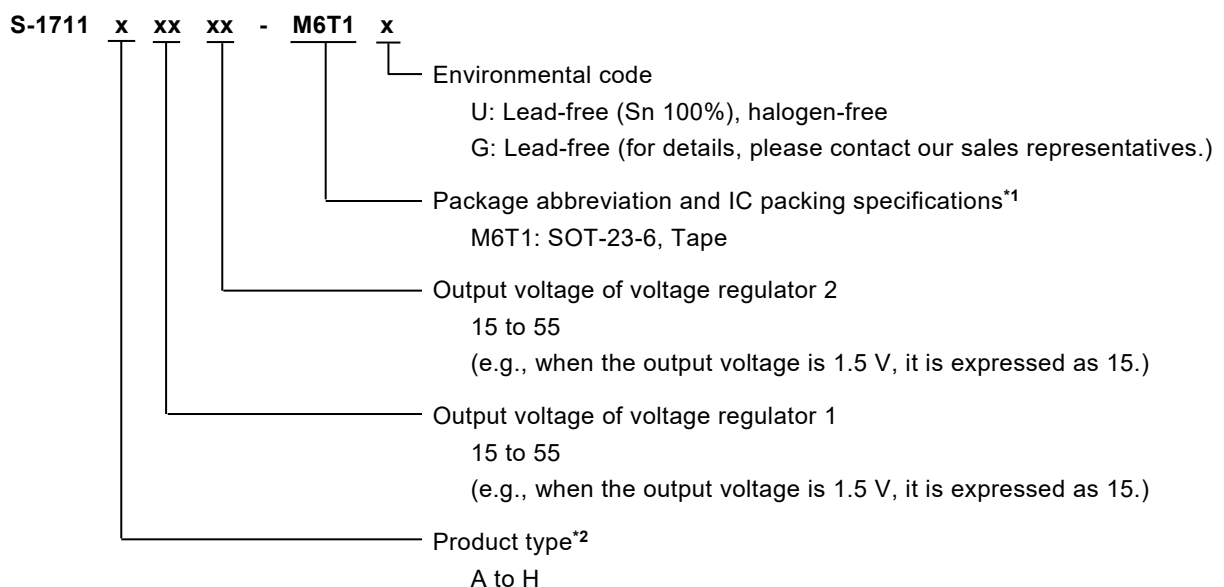 S-1711 x xx xx - M6T1 x
Environmental code
U: Lead-free (Sn 100%), halogen-free
G: Lead-free (for details, please contact our sales representatives.)
Package abbreviation and IC packing specifications*1
M6T1: SOT-23-6, Tape
Output voltage of voltage regulator 2
15 to 55
(e.g., when the output voltage is 1.5 V, it is expressed as 15.)
Output voltage of voltage regulator 1
15 to 55
(e.g., when the output voltage is 1.5 V, it is expressed as 15.)
Product type*2
A to H